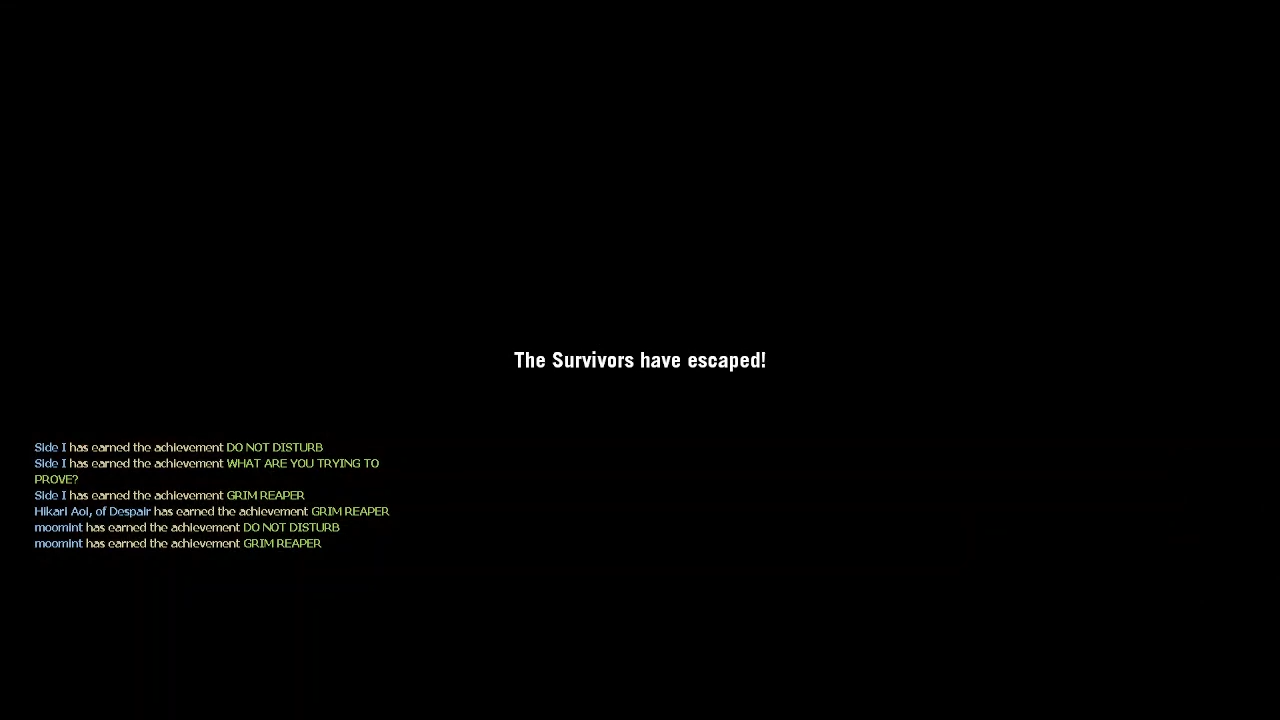 The Survivors have escaped!
Side I has earned the achievement DO NOT DISTURB
Side I has earned the achievement WHAT ARE YOU TRYING TO
PROVE?
Side I has earned the achievement GRIM REAPER
Hikari Aoi, of Despair has earned the achievement GRIM REAPER
moomint has earned the achievement DO NOT DISTURB
moomint has earned the achievement GRIM REAPER